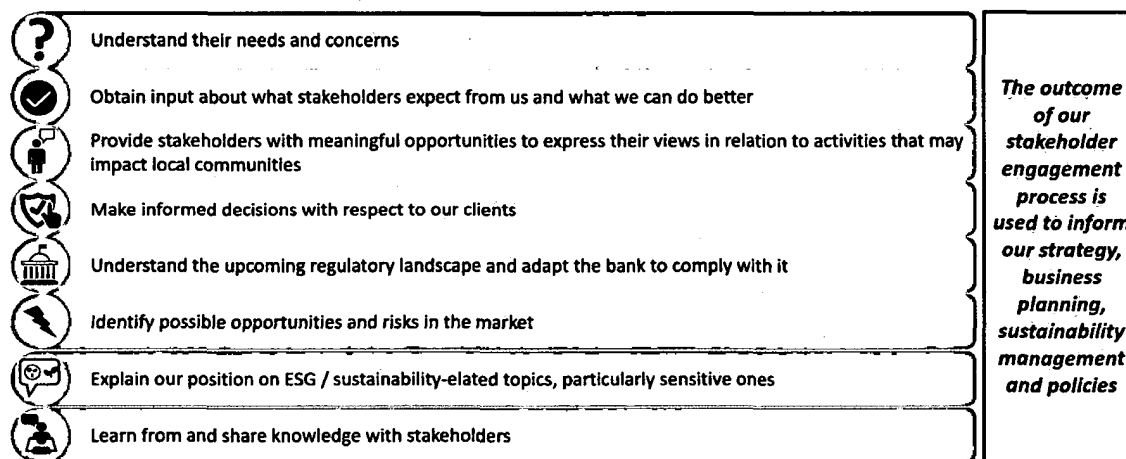 Understand their needs and concerns
Obtain input about what stakeholders expect from us and what we can do better
Provide stakeholders with meaningful opportunities to express their views in relation to activities that may
impact local communities
Make informed decisions with respect to our clients
Understand the upcoming regulatory landscape and adapt the bank to comply with it
Identify possible opportunities and risks in the market
Explain our position on ESG / sustainability-elated topics, particularly sensitive ones
Learn from and share knowledge with stakeholders
The outcome
of our
stakeholder
engagement
process is
used to inform
our strategy,
business
planning,
sustainability
management
and policies